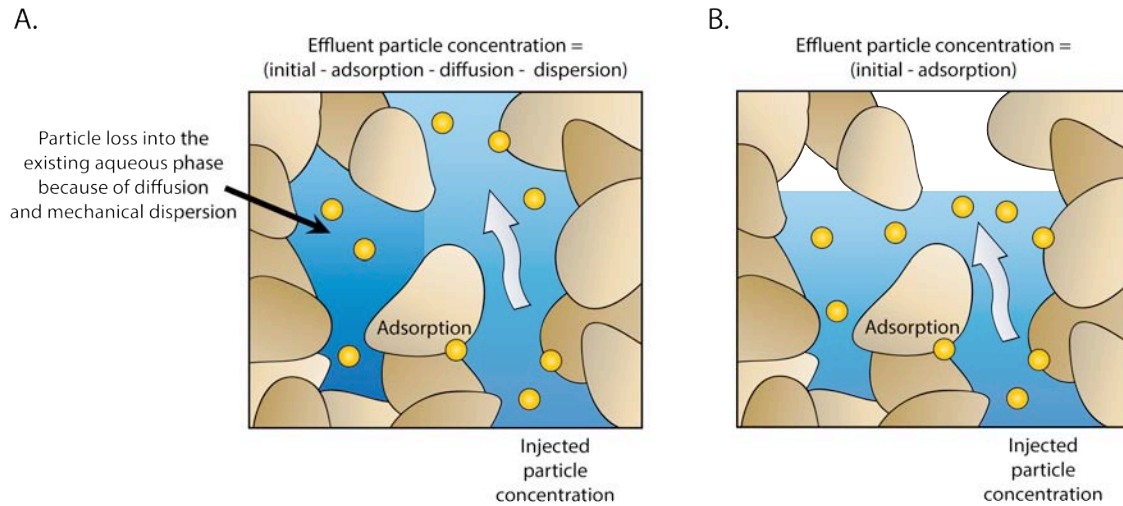 A.
Effluent particle concentration =
(initial - adsorption - diffusion - dispersion)
Particle loss into the
existing aqueous phase
because of diffusion
and mechanical dispersion
Adsorption
Injected
particle
concentration
B.
Effluent particle concentration =
(initial - adsorption)
Adsorption
Injected
particle
concentration